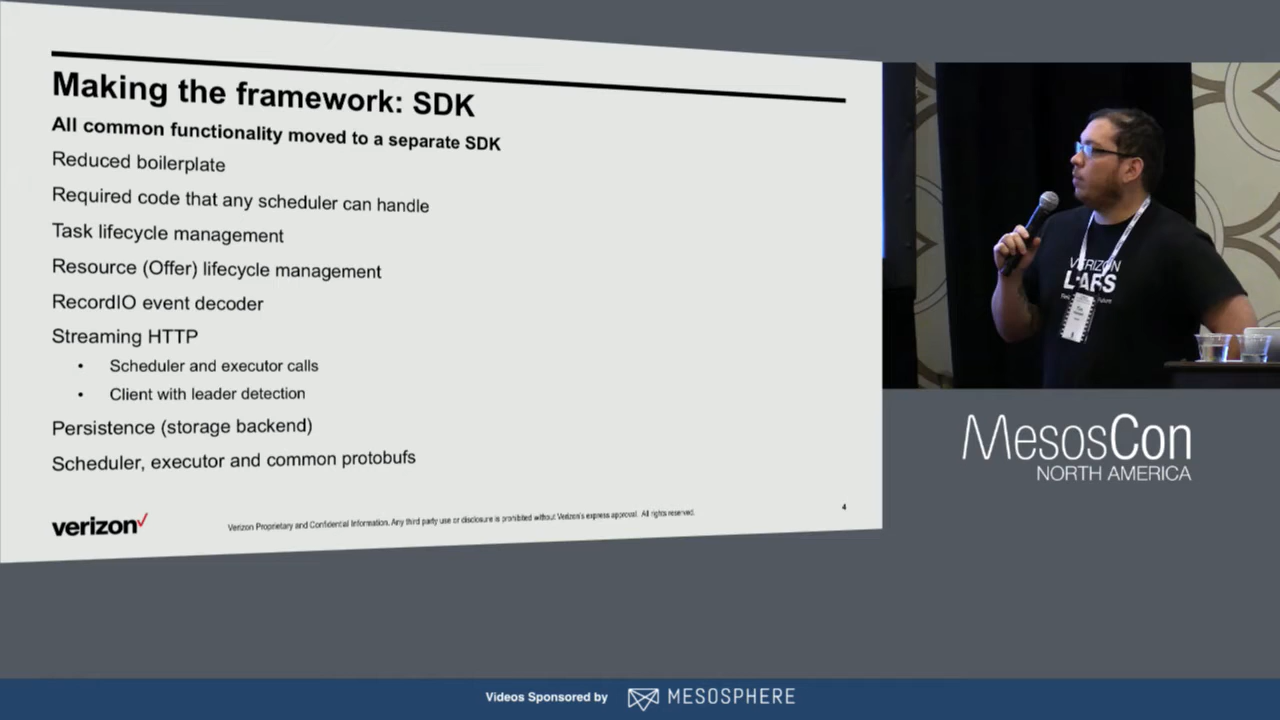 Making the framework: SDK
All common functionality moved to a separate SDK
Reduced boilerplate
Required code that any scheduler can handle
Task lifecycle management
Resource (Offer) lifecycle management
RecordIO event decoder
Streaming HTTP
• Scheduler and executor calls
• Client with leader detection
Persistence (storage backend)
Scheduler, executor and common protobufs
verizon
Verizon Proprietary and Confidential Information. Any third party use or disclosure is prohibited without Verizon's express approval. All rights reserved.
4
VERIZON
LABS
Future
MesosCon
NORTH AMERICA
Videos Sponsored by
MESOSPHERE